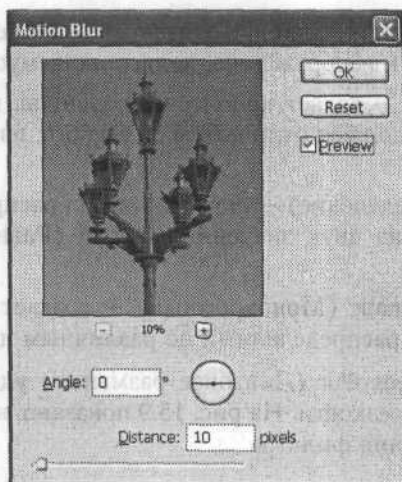 Motion Blur
OK
Reset
Preview
10%
Angle: 0 °
Distance: 10 pixels